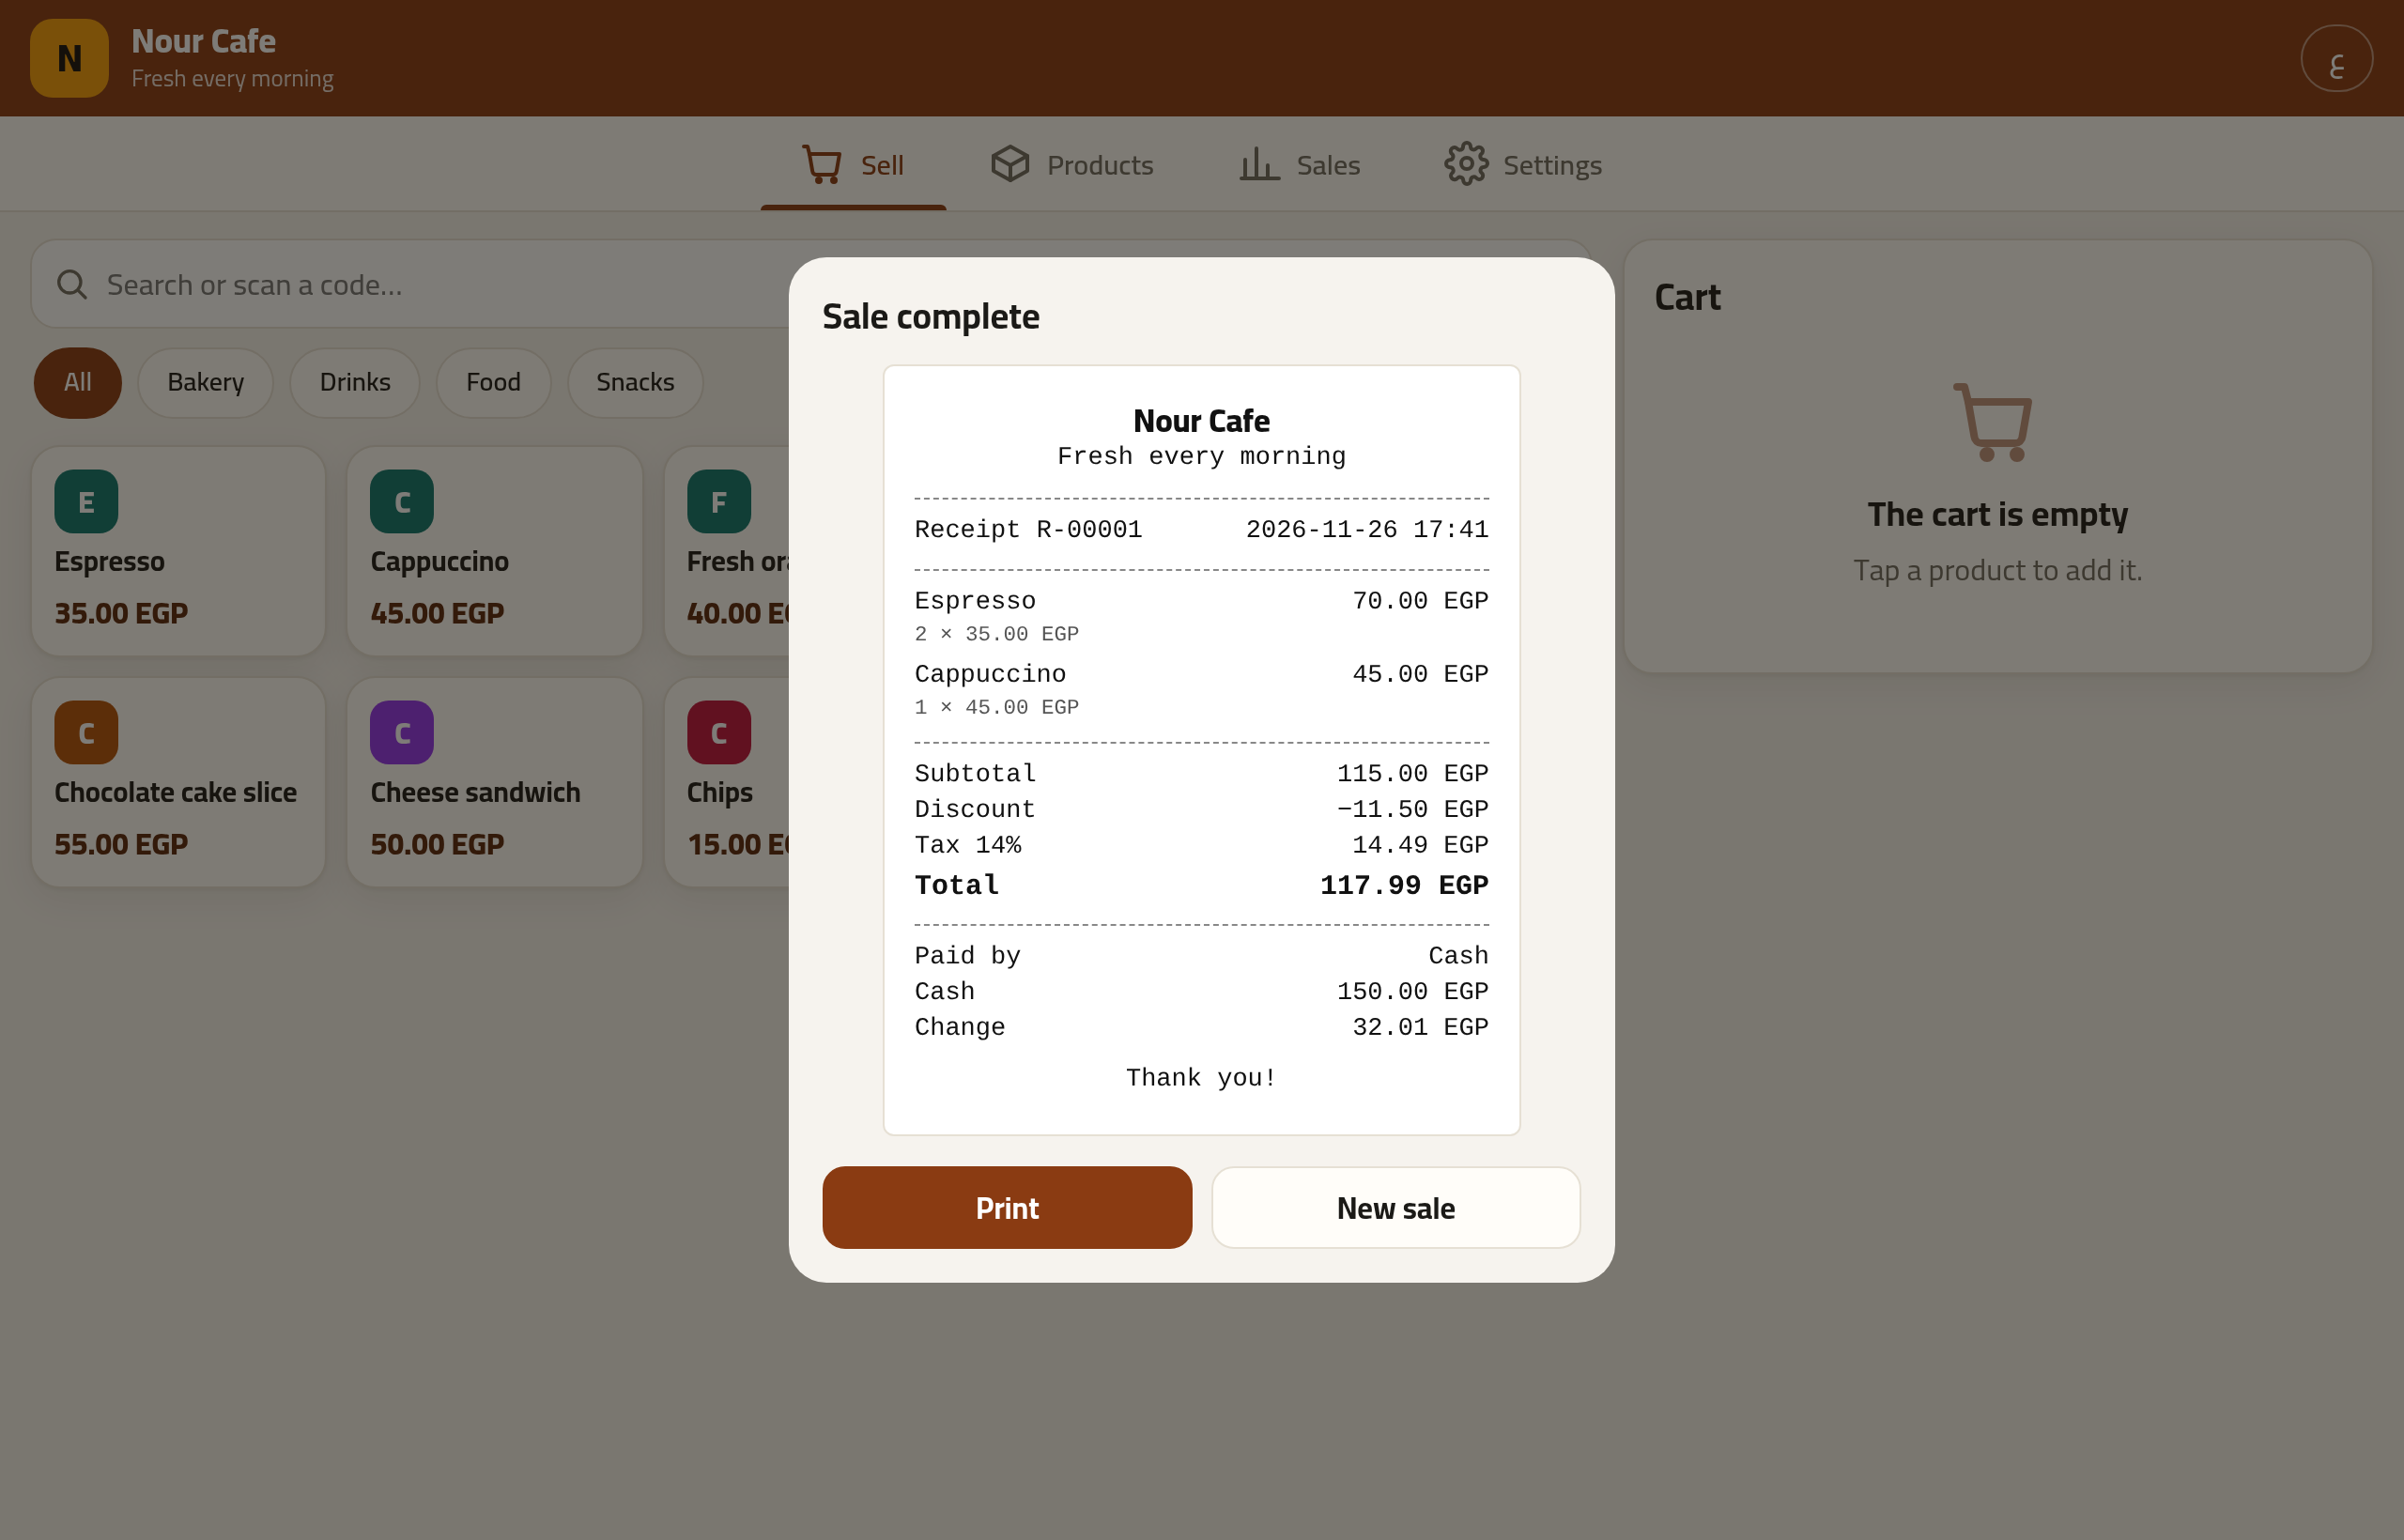 N
Nour Cafe
Fresh every morning
ع
Sell
Products
Sales
Settings
Search or scan a code...
All
Bakery
Drinks
Food
Snacks
E
Espresso
35.00 EGP
C
Cappuccino
45.00 EGP
F
Fresh
40.00
C
Chocolate cake slice
55.00 EGP
C
Cheese sandwich
50.00 EGP
C
Chips
15.00
Cart
The cart is empty
Tap a product to add it.
Sale complete
Nour Cafe
Fresh every morning
Receipt R-00001 2026-11-26 17:41
Espresso 70.00 EGP
2 × 35.00 EGP
Cappuccino 45.00 EGP
1 × 45.00 EGP
Subtotal 115.00 EGP
Discount −11.50 EGP
Tax 14% 14.49 EGP
Total 117.99 EGP
Paid by Cash
Cash 150.00 EGP
Change 32.01 EGP
Thank you!
Print
New sale